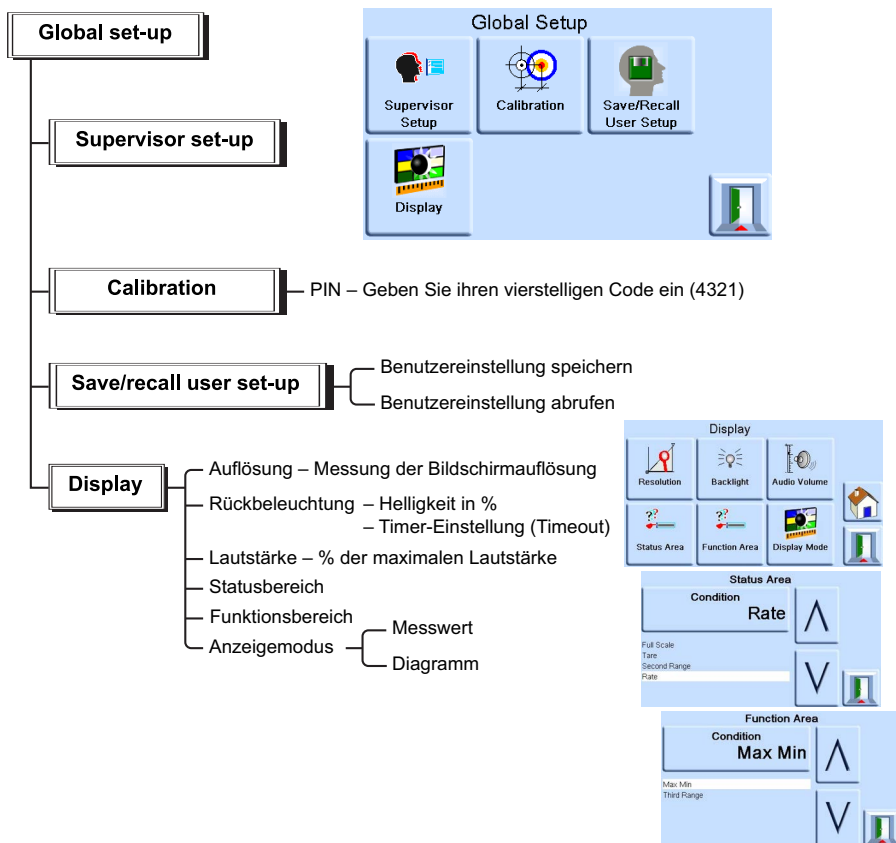 Global set-up
Global Setup
Supervisor
Setup
Calibration
Save/Recall
User Setup
Display
Supervisor set-up
Calibration
PIN – Geben Sie ihren vierstelligen Code ein (4321)
Save/recall user set-up
Benutzereinstellung speichern
Benutzereinstellung abrufen
Display
Auflösung – Messung der Bildschirmauflösung
Rückbeleuchtung – Helligkeit in %
– Timer-Einstellung (Timeout)
Lautstärke – % der maximalen Lautstärke
Statusbereich
Funktionsbereich
Anzeigemodus
Messwert
Diagramm
Display
Resolution
Backlight
Audio Volume
??
Status Area
??
Function Area
Display Mode
Status Area
Condition
Rate
Full Scale
Tare
Second Range
Rate
Function Area
Condition
Max Min
Max Min
Third Range